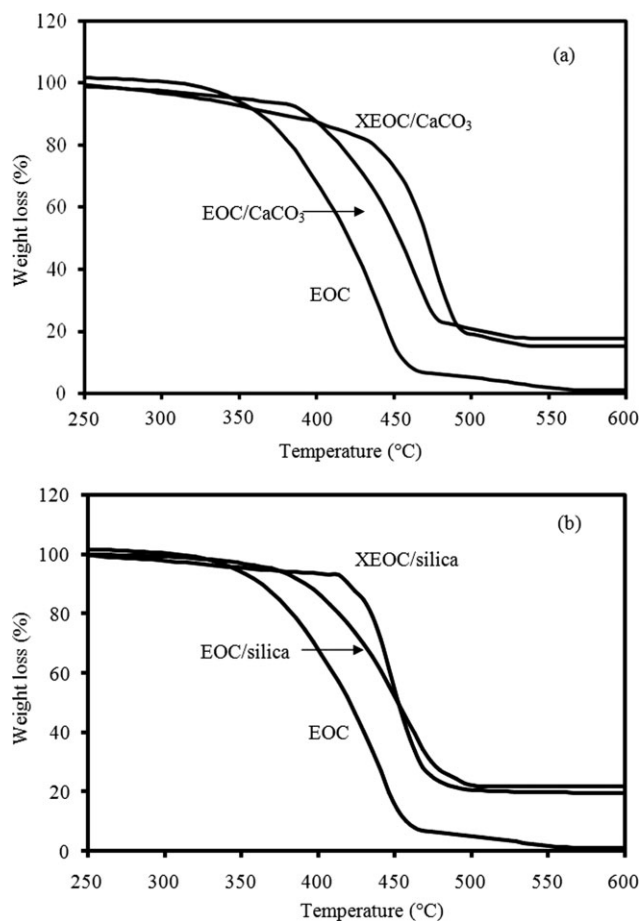 120
(a)
100
XEOC/CaCO₃
80
Weight loss (%)
60
EOC/CaCO₃
40
EOC
20
0
250 300 350 400 450 500 550 600
Temperature (°C)
120
(b)
100
XEOC/silica
80
Weight loss (%)
EOC/silica
60
EOC
40
20
0
250 300 350 400 450 500 550 600
Temperature (°C)